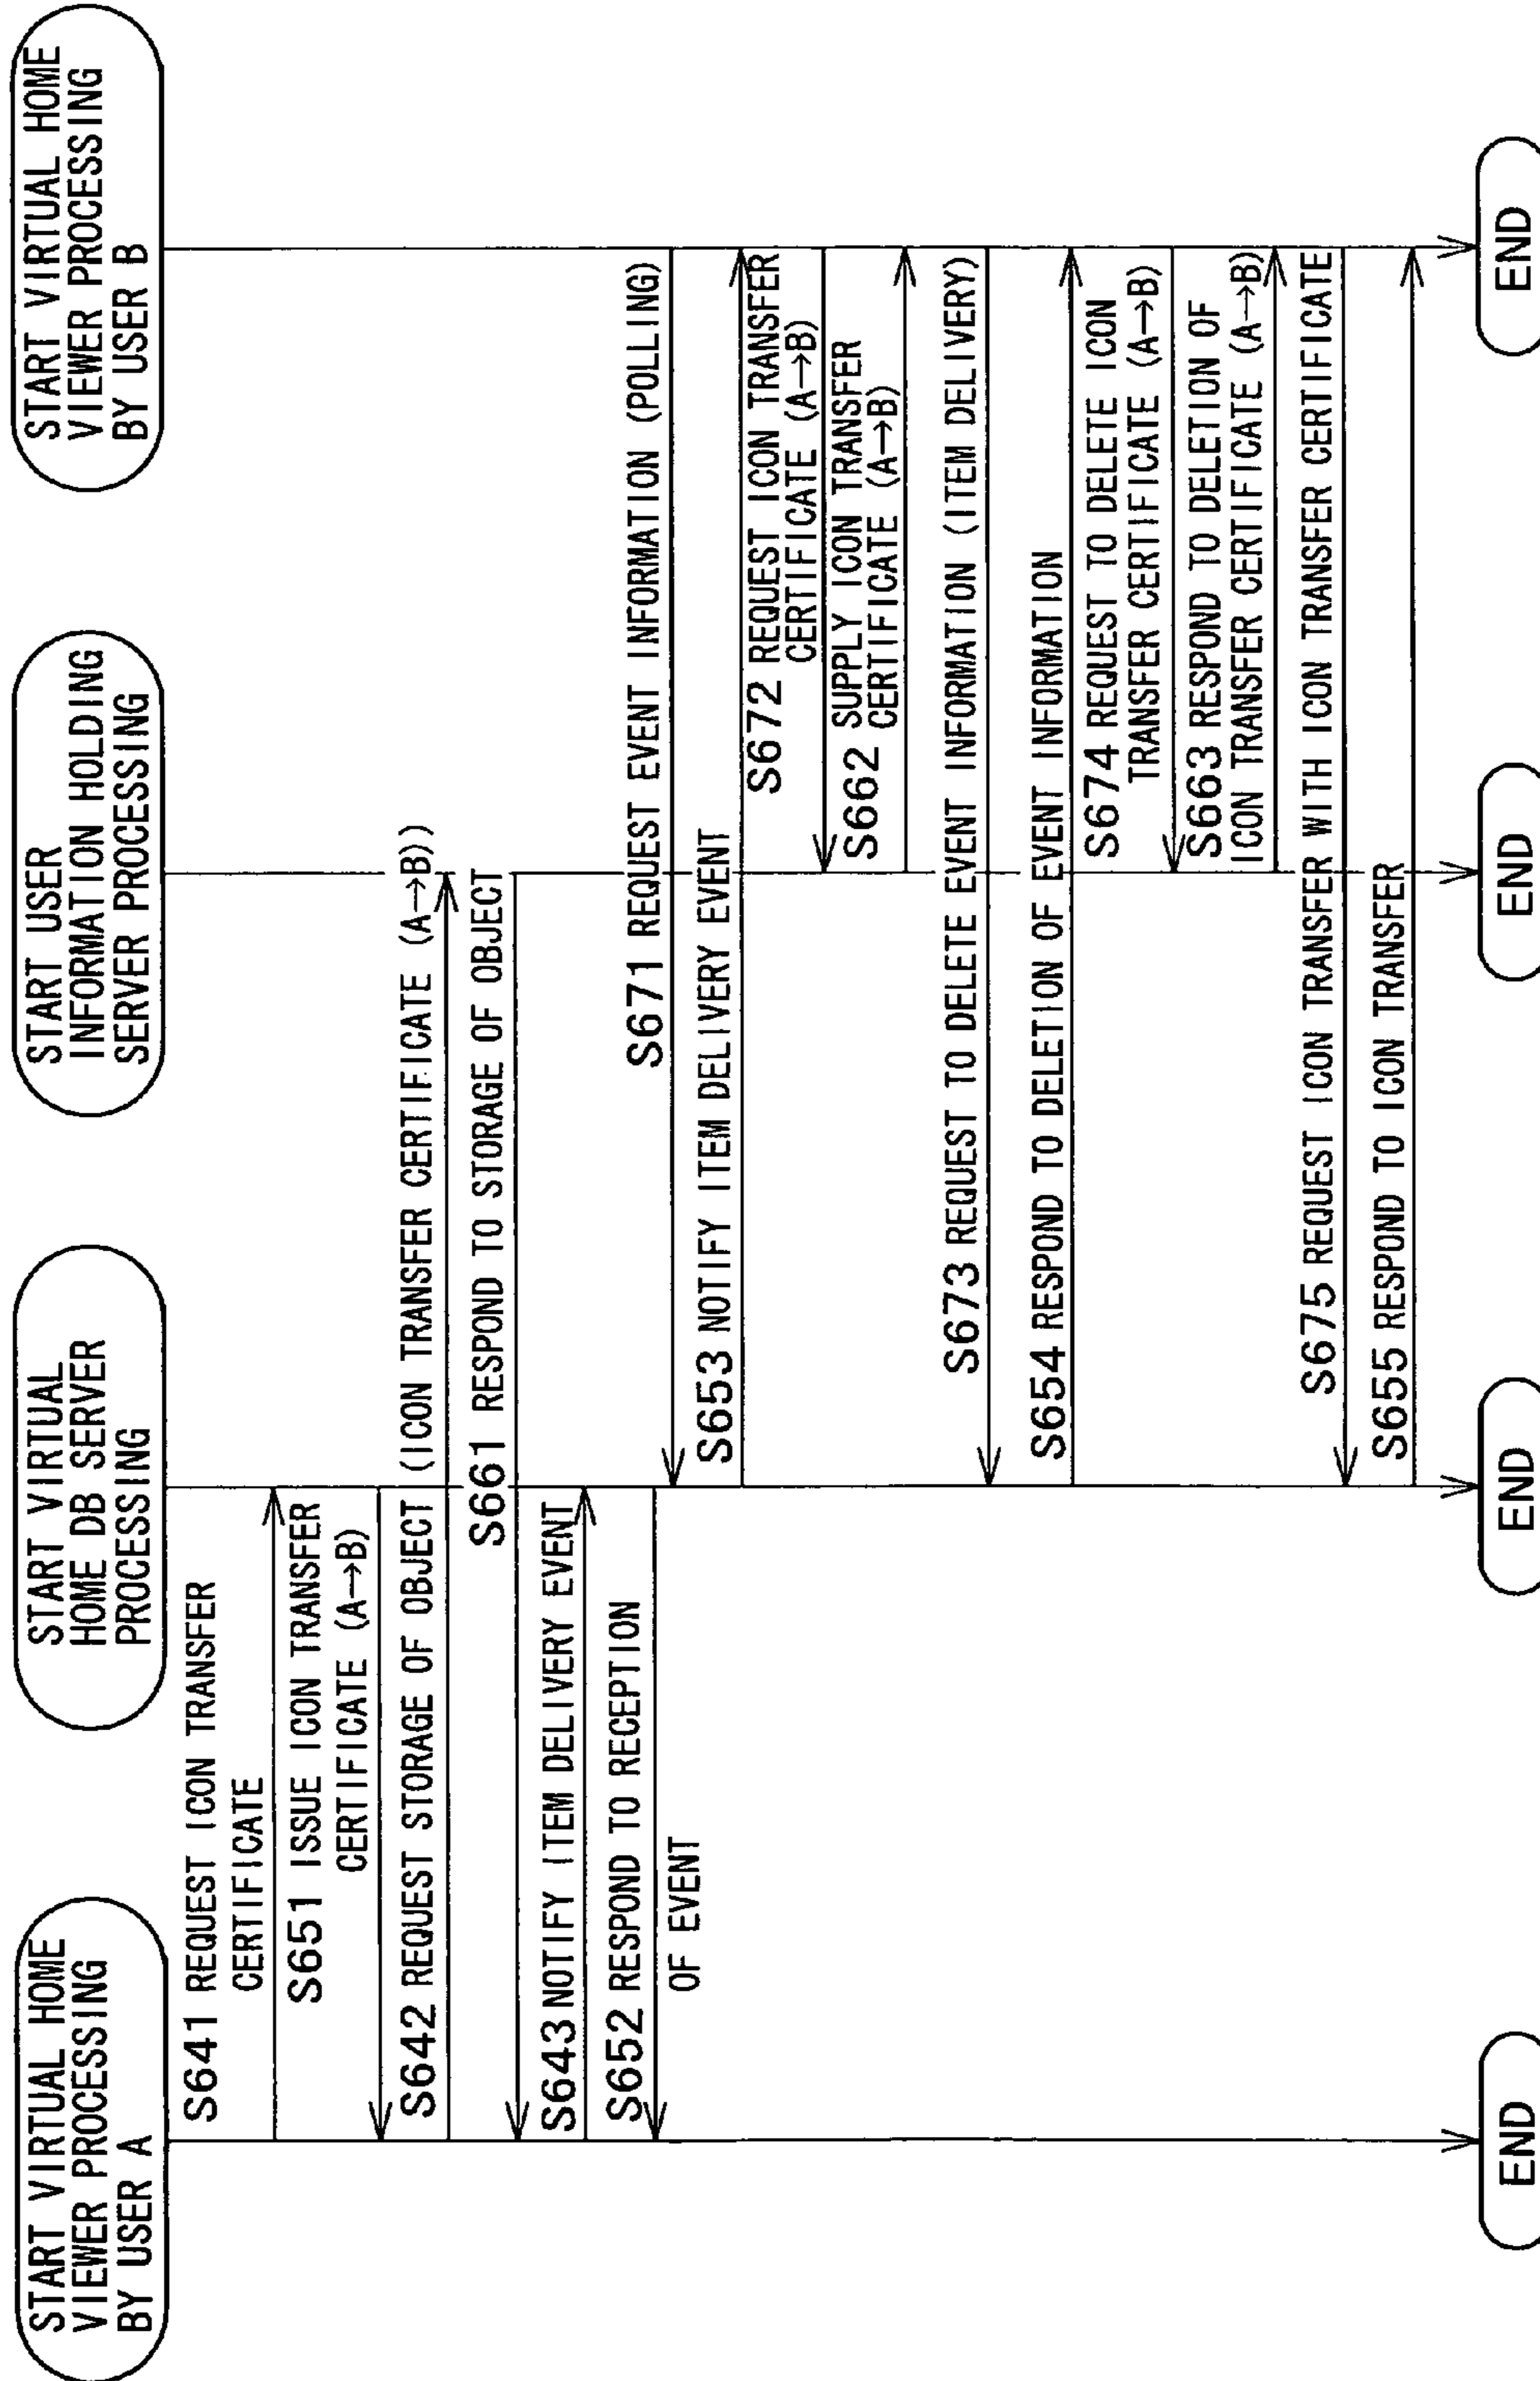 START VIRTUAL HOME
VIEWER PROCESSING
BY USER A
START VIRTUAL
HOME DB SERVER
PROCESSING
START USER
INFORMATION HOLDING
SERVER PROCESSING
START VIRTUAL HOME
VIEWER PROCESSING
BY USER B
S641 REQUEST ICON TRANSFER
CERTIFICATE
S651 ISSUE ICON TRANSFER
CERTIFICATE (A→B)
S642 REQUEST STORAGE OF OBJECT (ICON TRANSFER CERTIFICATE (A→B))
S661 RESPOND TO STORAGE OF OBJECT
S643 NOTIFY ITEM DELIVERY EVENT
S652 RESPOND TO RECEPTION
OF EVENT
S671 REQUEST EVENT INFORMATION (POLLING)
S653 NOTIFY ITEM DELIVERY EVENT
S672 REQUEST ICON TRANSFER
CERTIFICATE (A→B)
S662 SUPPLY ICON TRANSFER
CERTIFICATE (A→B)
S673 REQUEST TO DELETE EVENT INFORMATION (ITEM DELIVERY)
S654 RESPOND TO DELETION OF EVENT INFORMATION
S674 REQUEST TO DELETE ICON
TRANSFER CERTIFICATE (A→B)
S663 RESPOND TO DELETION OF
ICON TRANSFER CERTIFICATE (A→B)
S675 REQUEST ICON TRANSFER WITH ICON TRANSFER CERTIFICATE
S655 RESPOND TO ICON TRANSFER
END
END
END
END